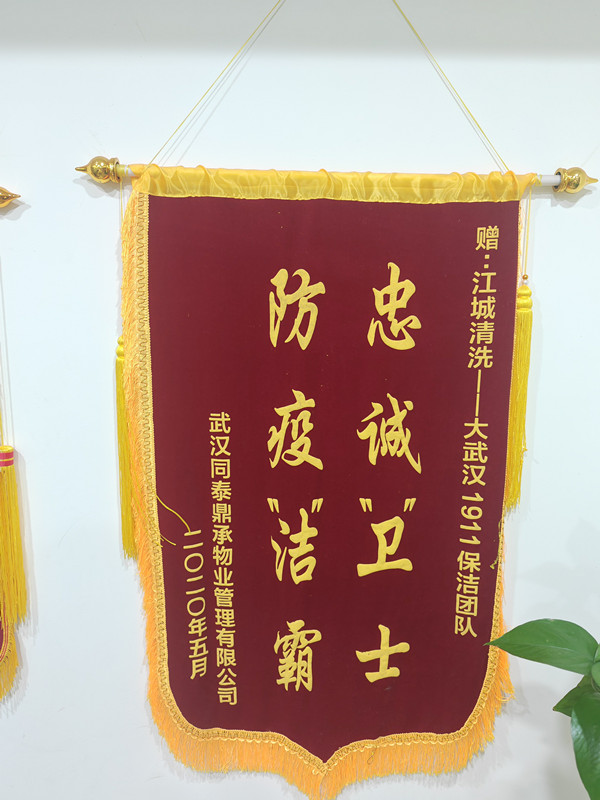 赠：江城清洗——大武汉1911保洁团队
忠诚"卫"士
防疫"洁"霸
武汉同泰鼎承物业管理有限公司
二〇二〇年五月